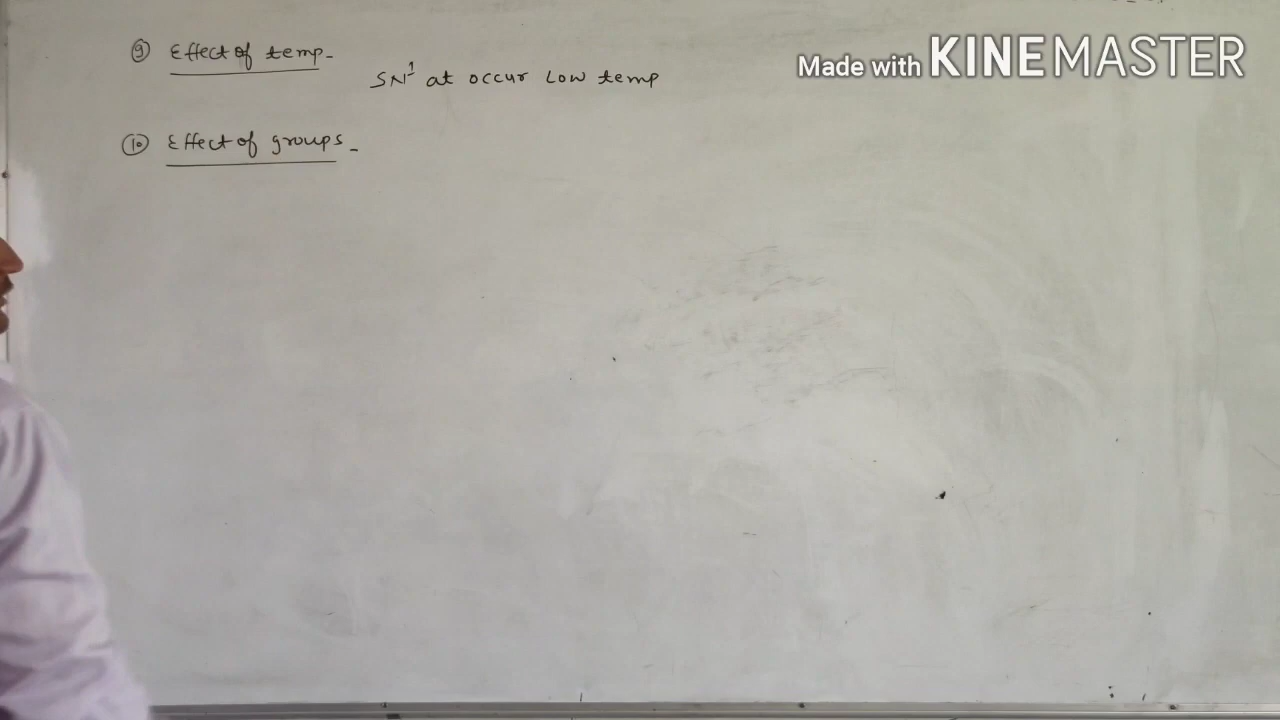 ⑨ Effect of temp-
Made with KINEMASTER
SN¹ at occur Low temp
⑩ Effect of groups-